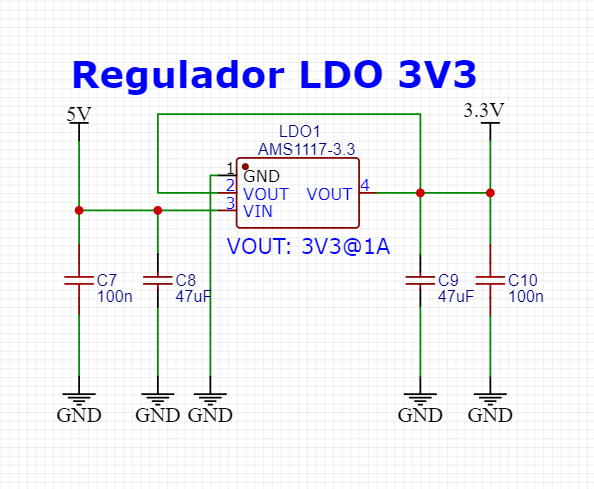 Regulador LDO 3V3
5V
3.3V
LDO1
AMS1117-3.3
1
GND
2
VOUT
VOUT
4
3
VIN
VOUT: 3V3@1A
C7
100n
C8
47uF
C9
47uF
C10
100n
GND
GND
GND
GND
GND